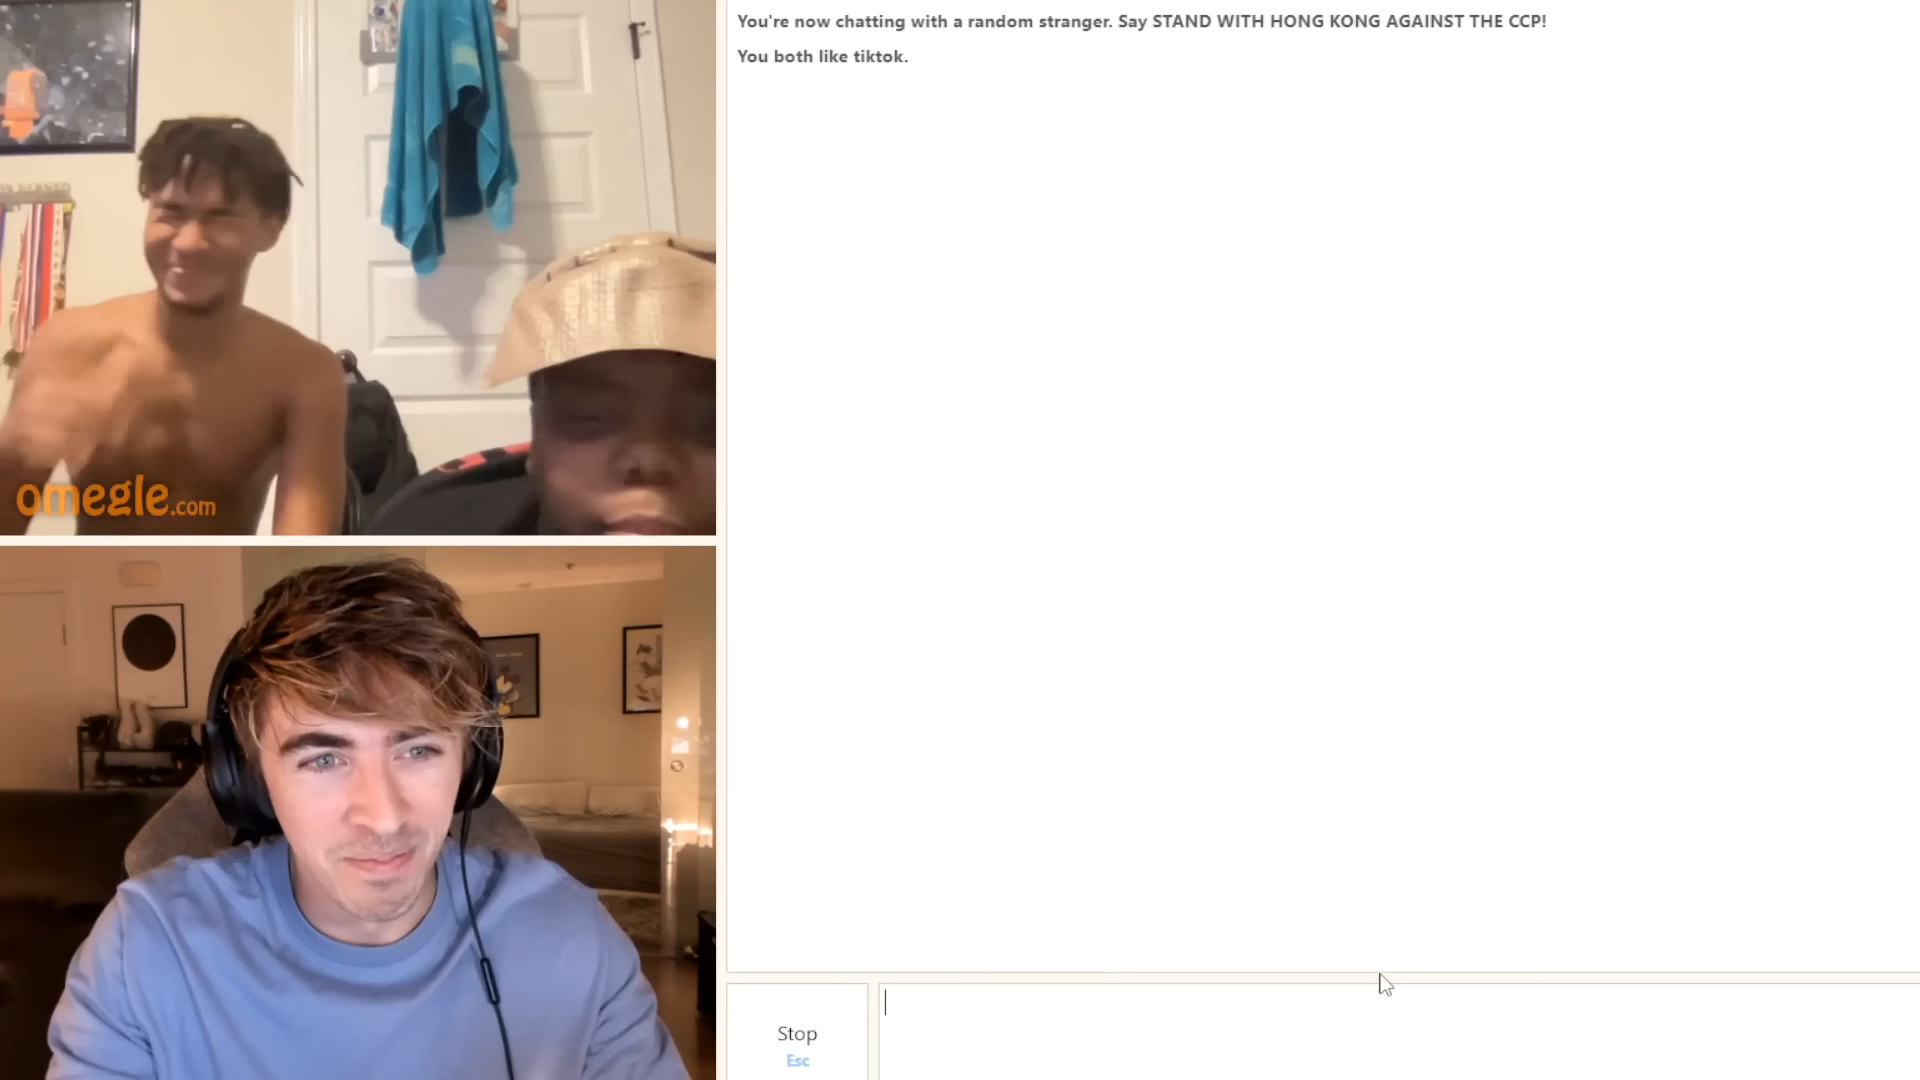 You're now chatting with a random stranger. Say STAND WITH HONG KONG AGAINST THE CCP!
You both like tiktok.
omegle.com
Stop
Esc